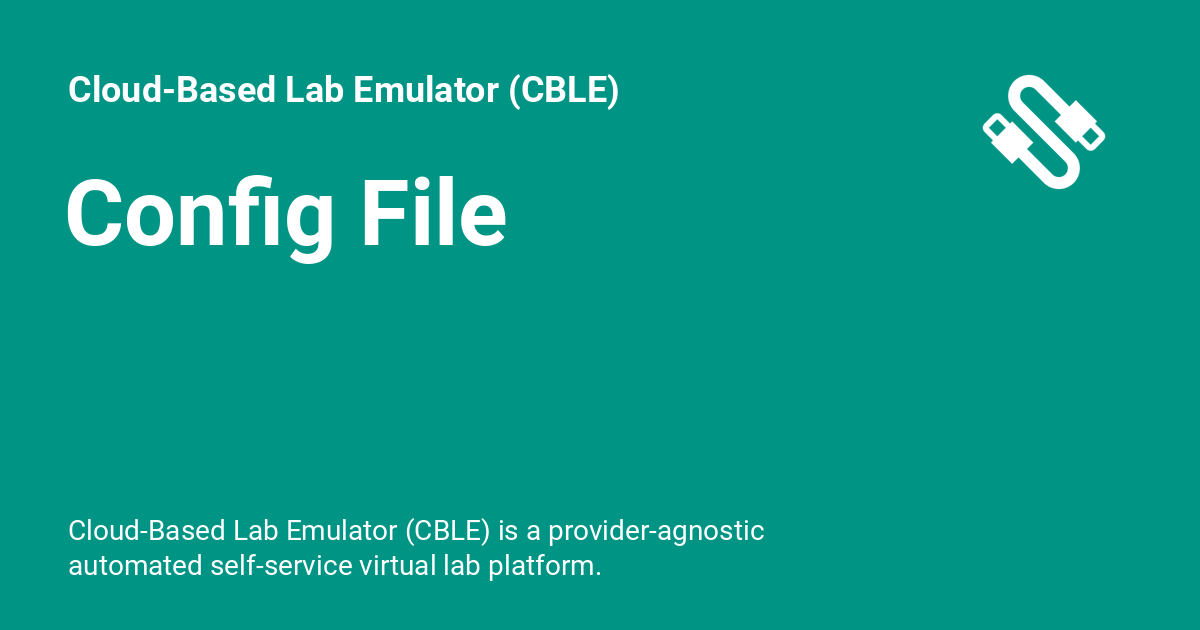 Cloud-Based Lab Emulator (CBLE)
Config File
Cloud-Based Lab Emulator (CBLE) is a provider-agnostic
automated self-service virtual lab platform.